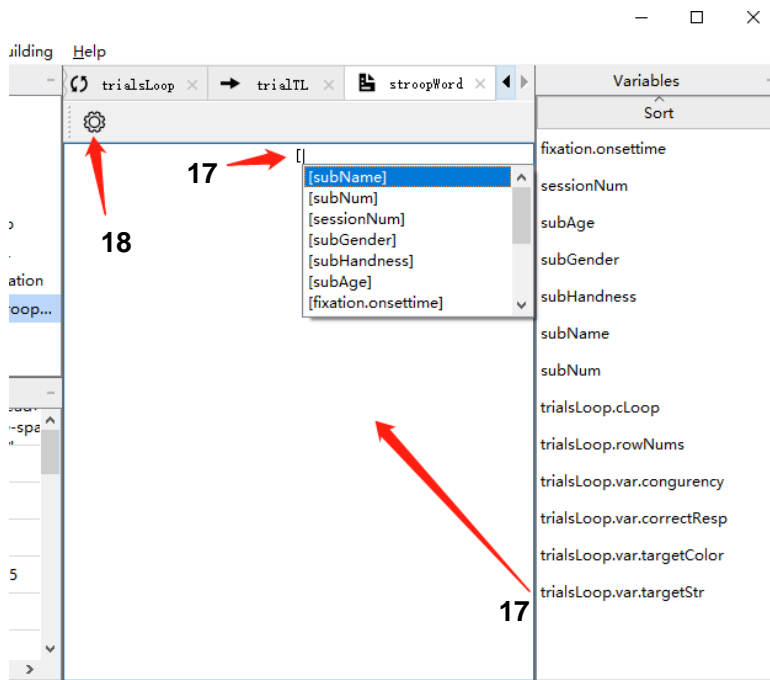 uilding Help
trialsLoop trialTL stroopWord
Variables
Sort
17
18
[
[subName]
[subNum]
[sessionNum]
[subGender]
[subHandness]
[subAge]
[fixation.onsettime]
fixation.onsettime
sessionNum
subAge
subGender
subHandness
subName
subNum
trialsLoop.cLoop
trialsLoop.rowNums
trialsLoop.var.congurency
trialsLoop.var.correctResp
trialsLoop.var.targetColor
trialsLoop.var.targetStr
17
ation
roop...
-spa
5